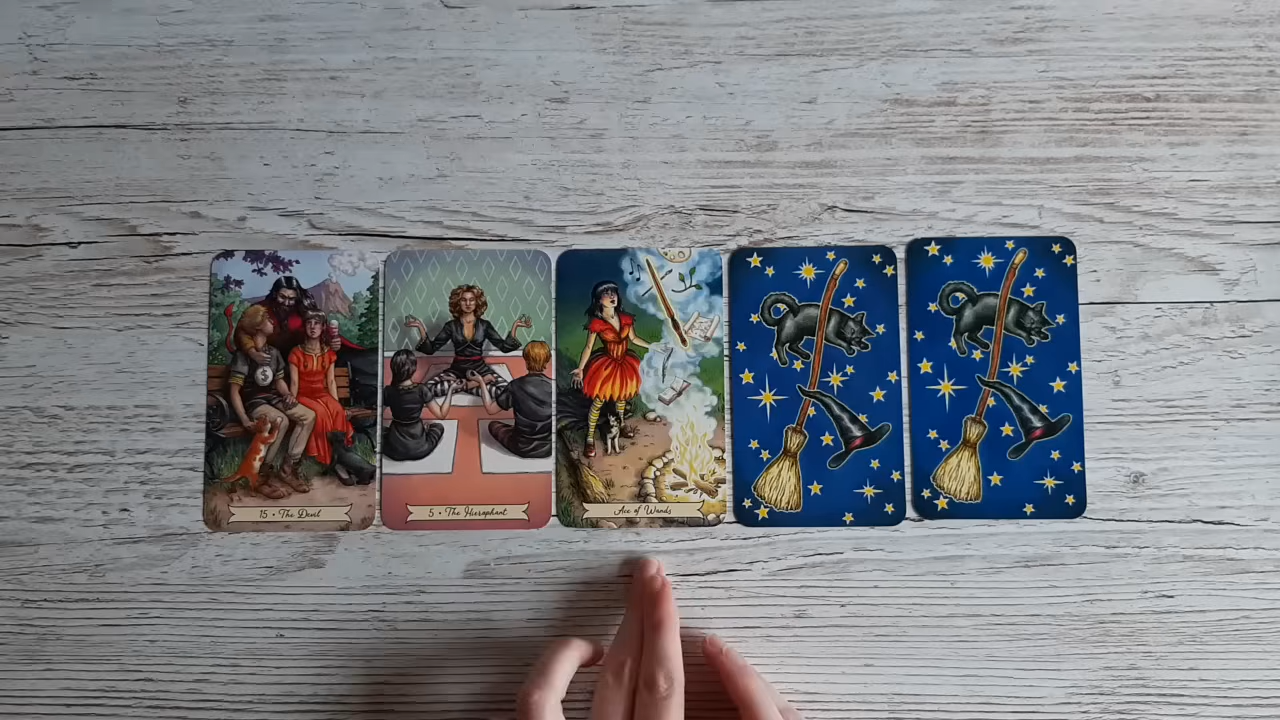 15 • The Devil
5 • The Hierophant
Ace of Wands